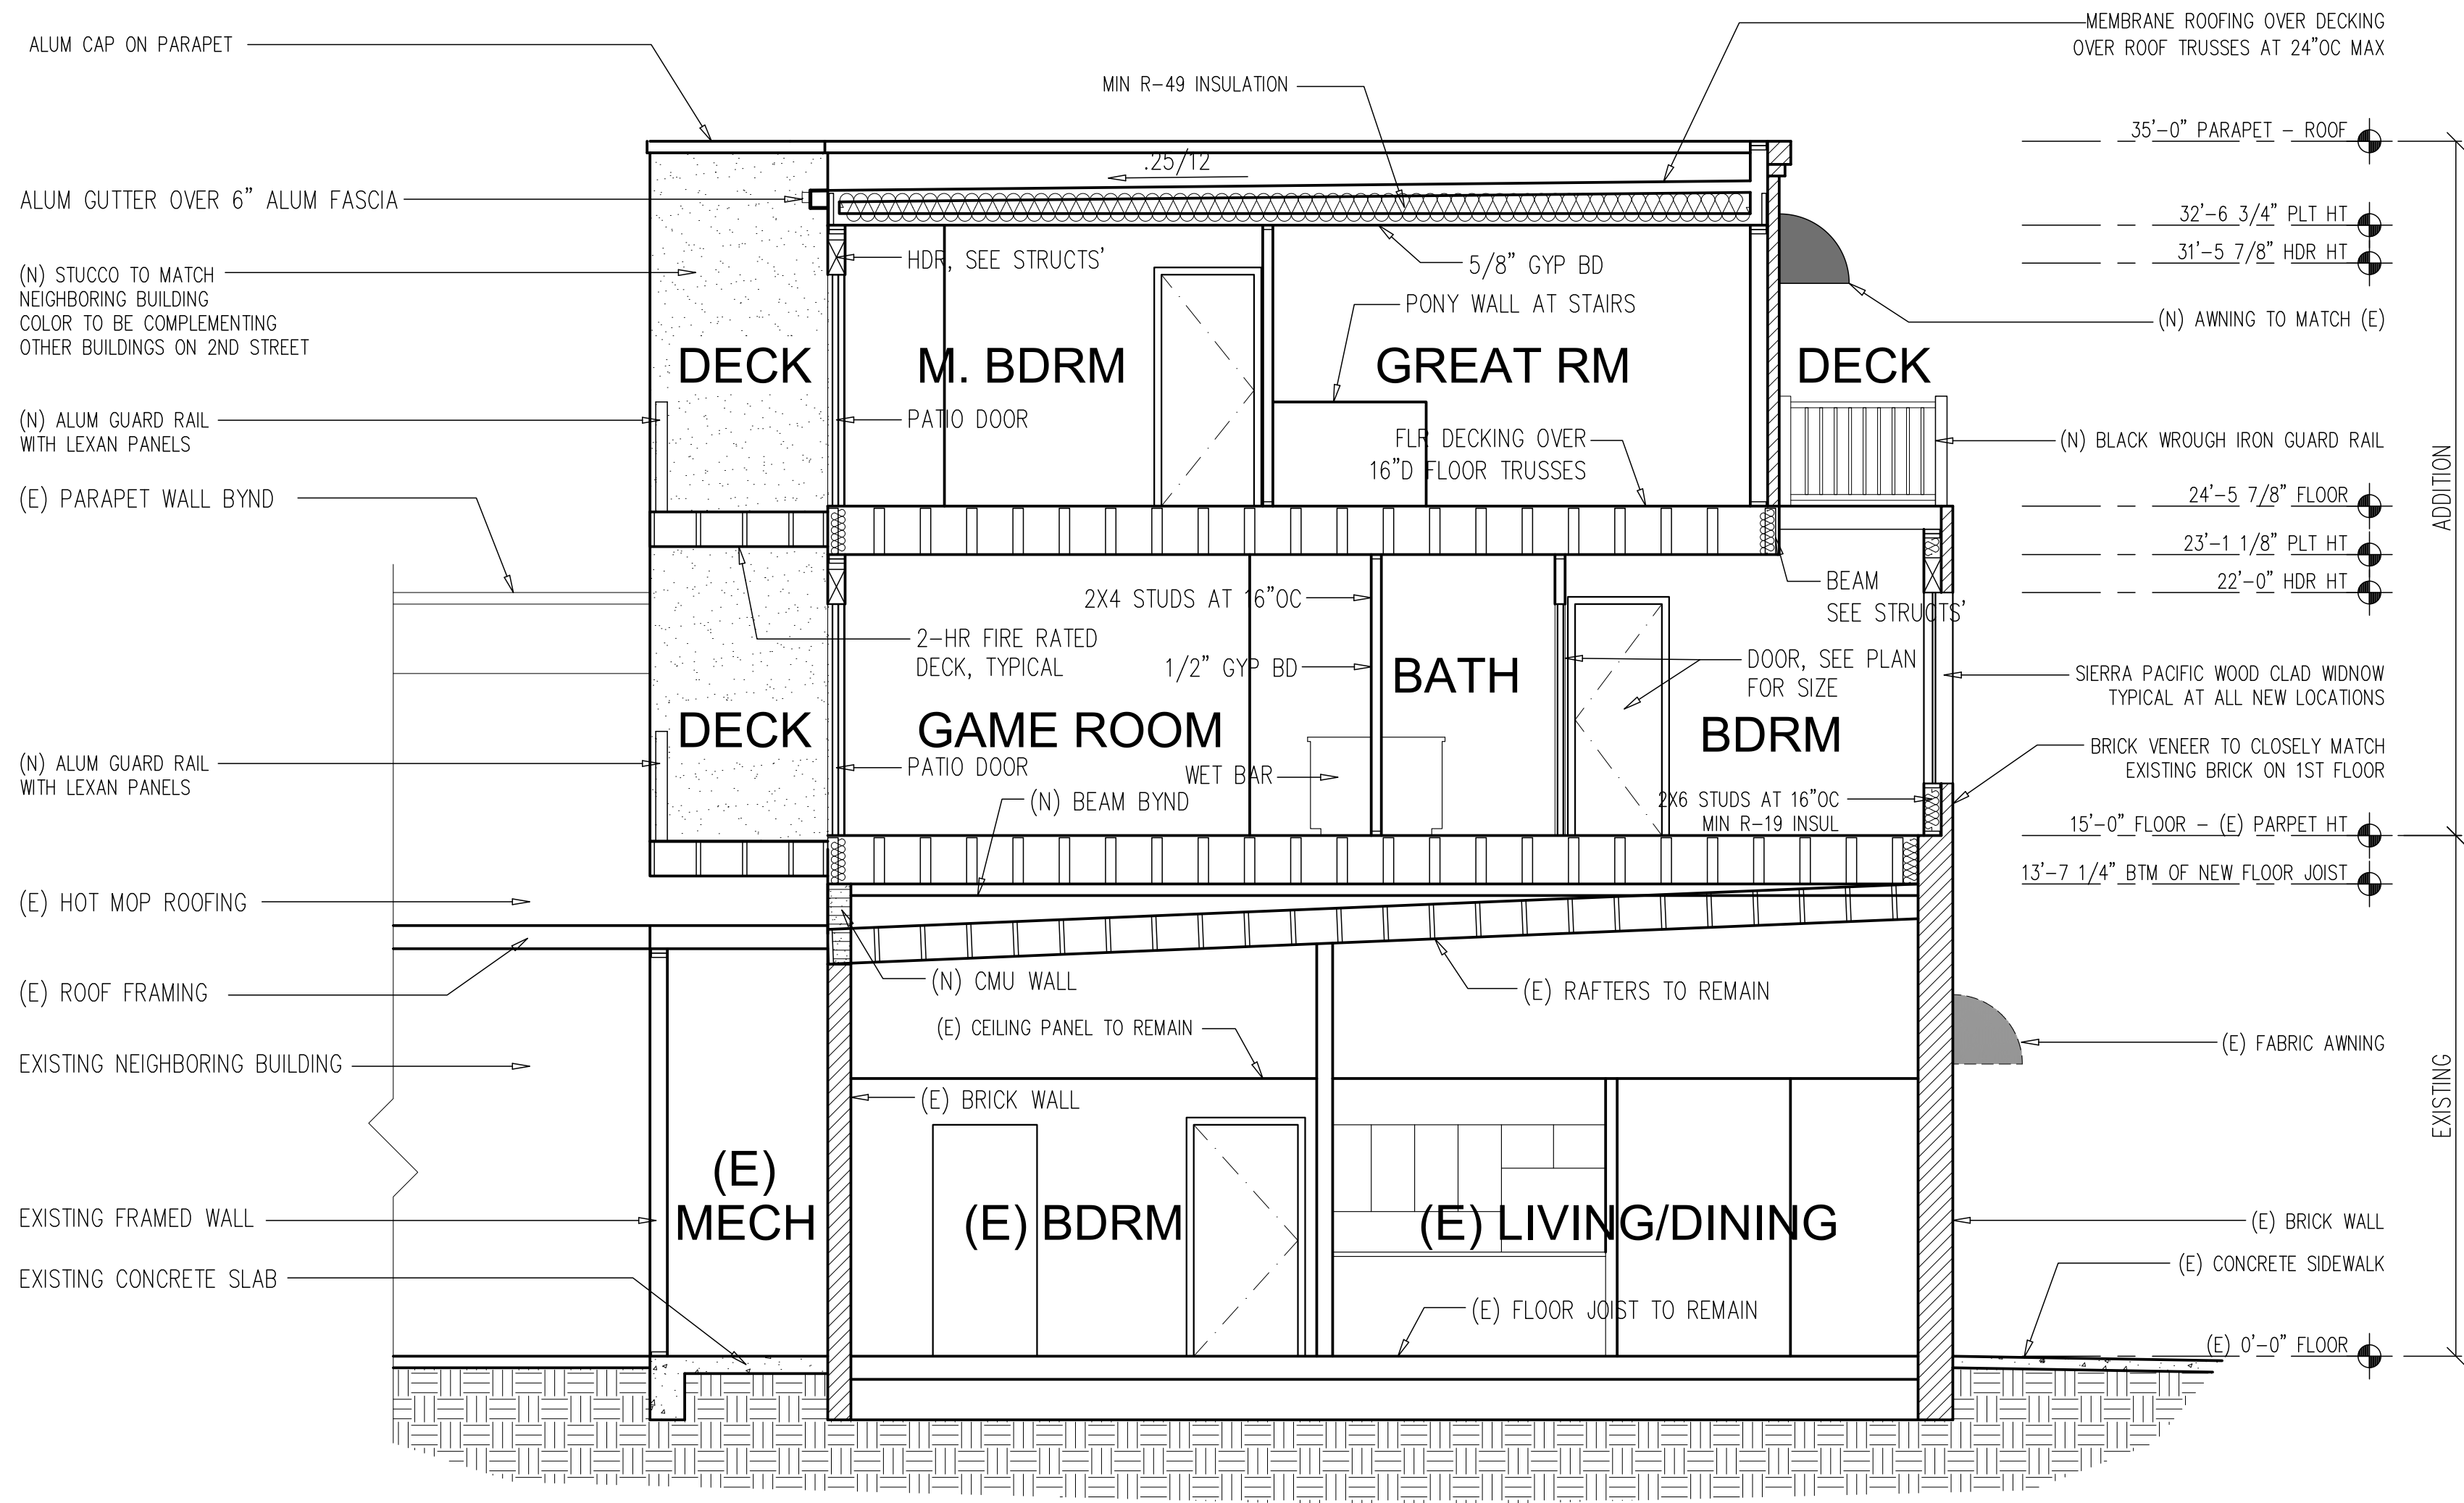 ALUM CAP ON PARAPET
MEMBRANE ROOFING OVER DECKING
OVER ROOF TRUSSES AT 24"OC MAX
MIN R-49 INSULATION
35'-0" PARAPET - ROOF
.25/12
ALUM GUTTER OVER 6" ALUM FASCIA
32'-6 3/4" PLT HT
31'-5 7/8" HDR HT
HDR, SEE STRUCTS'
5/8" GYP BD
(N) STUCCO TO MATCH
NEIGHBORING BUILDING
COLOR TO BE COMPLEMENTING
OTHER BUILDINGS ON 2ND STREET
PONY WALL AT STAIRS
(N) AWNING TO MATCH (E)
DECK
M. BDRM
GREAT RM
DECK
(N) ALUM GUARD RAIL
WITH LEXAN PANELS
PATIO DOOR
FLR DECKING OVER
16"D FLOOR TRUSSES
(N) BLACK WROUGH IRON GUARD RAIL
ADDITION
(E) PARAPET WALL BYND
24'-5 7/8" FLOOR
23'-1 1/8" PLT HT
22'-0" HDR HT
2X4 STUDS AT 16"OC
BEAM
SEE STRUCTS'
2-HR FIRE RATED
DECK, TYPICAL
1/2" GYP BD
BATH
DOOR, SEE PLAN
FOR SIZE
SIERRA PACIFIC WOOD CLAD WIDNOW
TYPICAL AT ALL NEW LOCATIONS
DECK
GAME ROOM
BDRM
(N) ALUM GUARD RAIL
WITH LEXAN PANELS
PATIO DOOR
WET BAR
BRICK VENEER TO CLOSELY MATCH
EXISTING BRICK ON 1ST FLOOR
(N) BEAM BYND
2X6 STUDS AT 16"OC
MIN R-19 INSUL
15'-0" FLOOR - (E) PARPET HT
13'-7 1/4" BTM OF NEW FLOOR JOIST
(E) HOT MOP ROOFING
(E) ROOF FRAMING
(N) CMU WALL
(E) RAFTERS TO REMAIN
(E) CEILING PANEL TO REMAIN
(E) FABRIC AWNING
EXISTING NEIGHBORING BUILDING
(E) BRICK WALL
EXISTING
(E)
MECH
(E) BDRM
(E) LIVING/DINING
EXISTING FRAMED WALL
(E) BRICK WALL
EXISTING CONCRETE SLAB
(E) CONCRETE SIDEWALK
(E) FLOOR JOIST TO REMAIN
(E) 0'-0" FLOOR